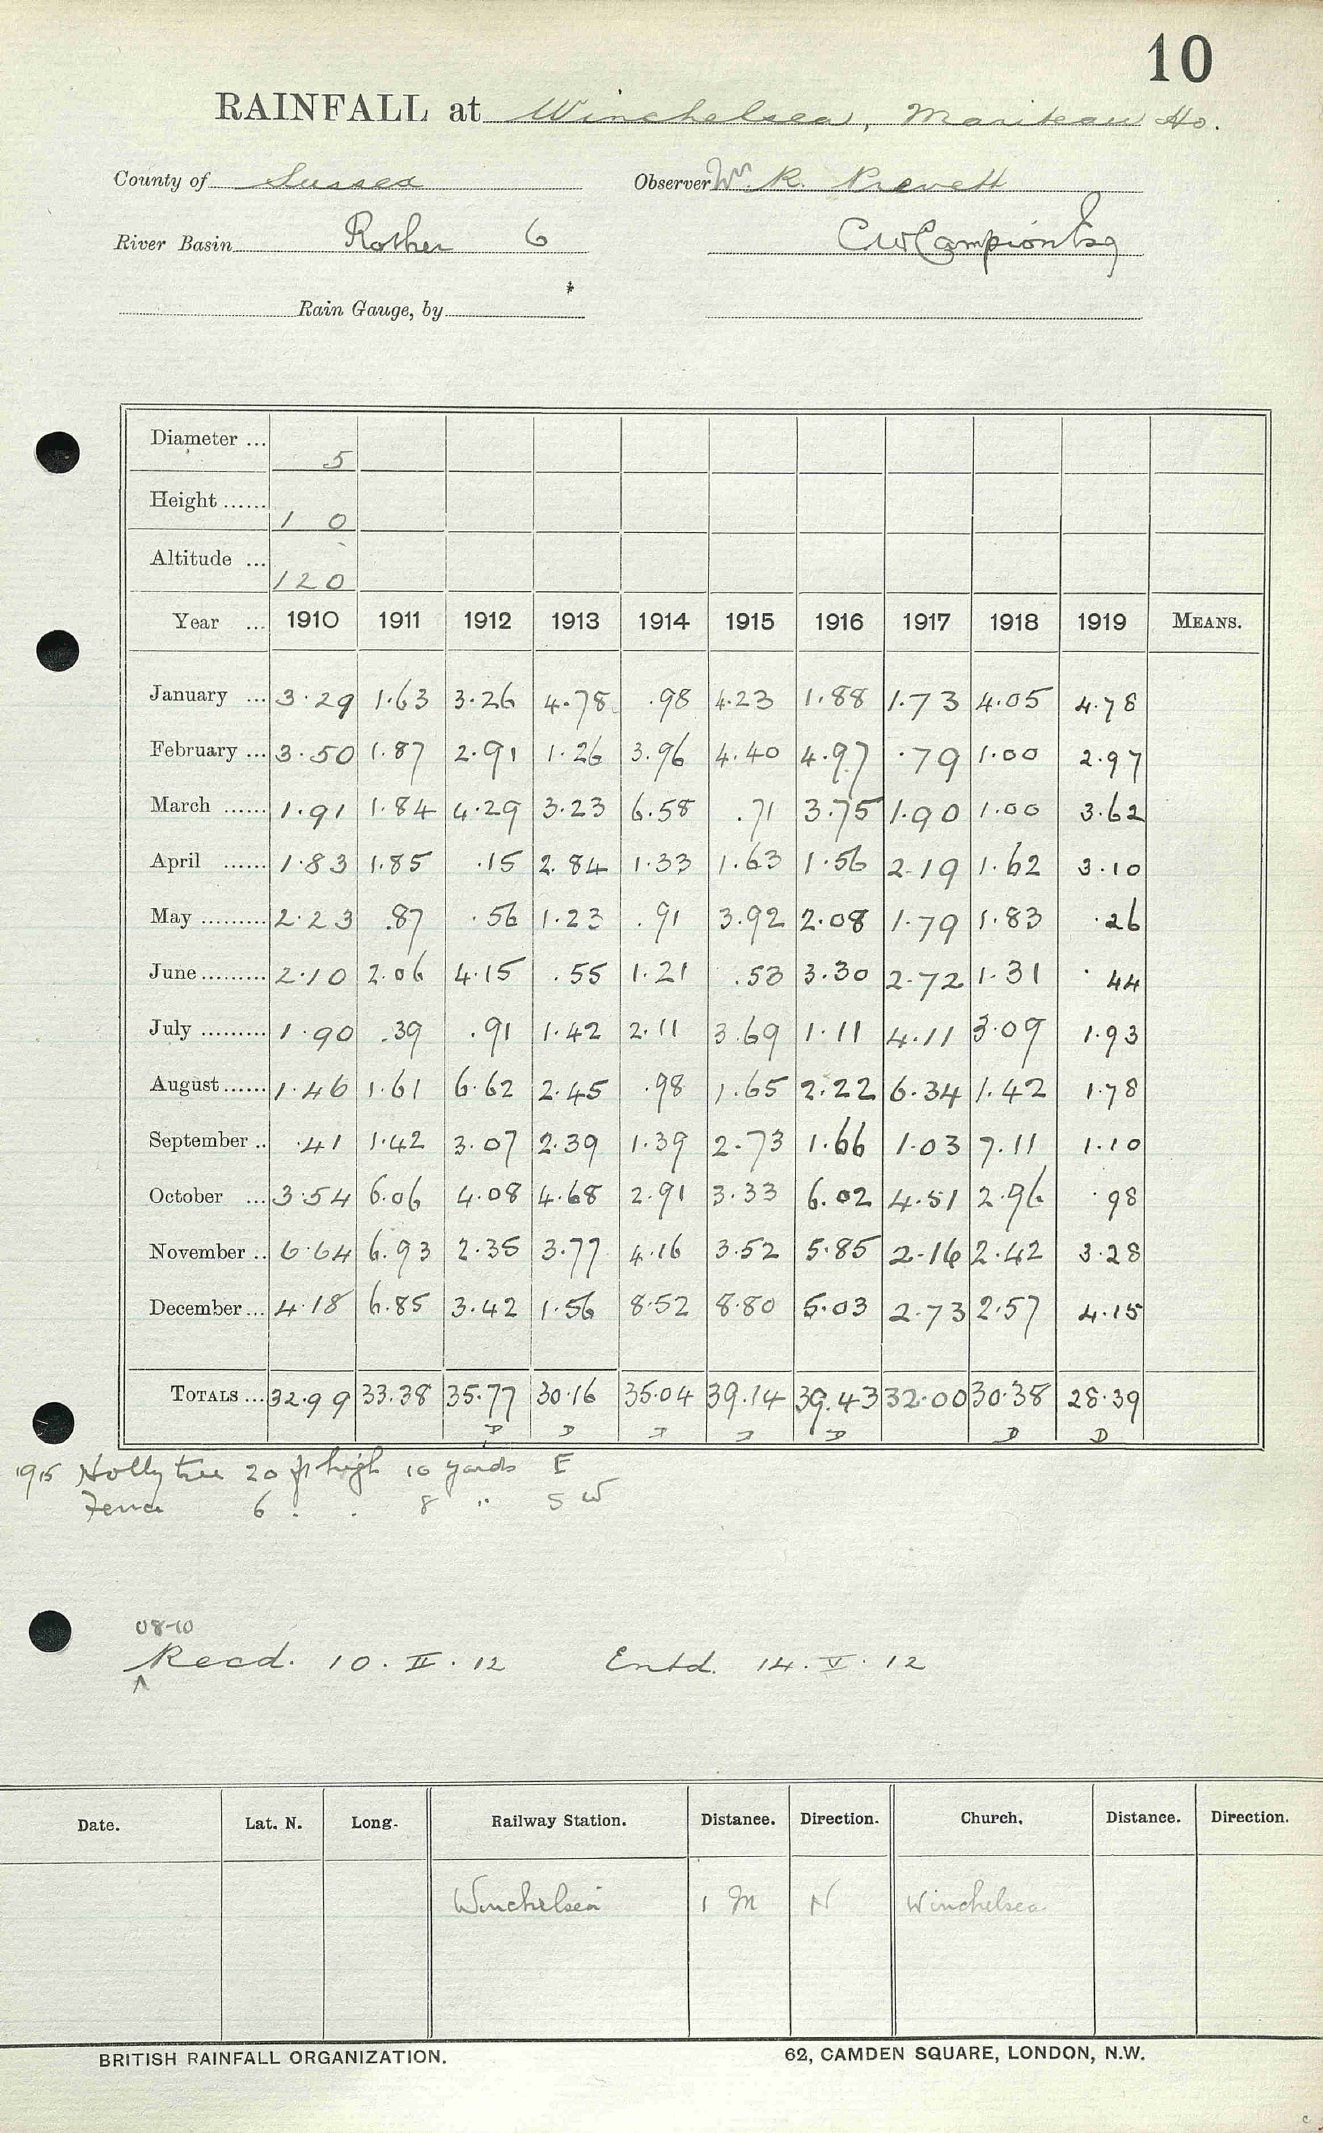 10
RAINFALL at Winchelsea, Mariteau Ho.
County of Sussex Observer Wm. R. Prevett
River Basin Rother 6 C W Campion Esq
Rain Gauge, by
Diameter ... 5
Height ...... 1 0
Altitude ... 120
Year ... 1910 1911 1912 1913 1914 1915 1916 1917 1918 1919 MEANS.
January ... 3.29 1.63 3.26 4.78 .98 4.23 1.88 1.73 4.05 4.78
February ... 3.50 1.87 2.91 1.26 3.96 4.40 4.97 .79 1.00 2.97
March ...... 1.91 1.84 4.29 3.23 6.58 .71 3.75 1.90 1.00 3.62
April ...... 1.83 1.85 .15 2.84 1.33 1.63 1.56 2.19 1.62 3.10
May ......... 2.23 .87 .56 1.23 .91 3.92 2.08 1.79 1.83 .26
June ......... 2.10 2.06 4.15 .55 1.21 .53 3.30 2.72 1.31 .44
July ......... 1.90 .39 .91 1.42 2.11 3.69 1.11 4.11 3.09 1.93
August ...... 1.46 1.61 6.62 2.45 .98 1.65 2.22 6.34 1.42 1.78
September .. .41 1.42 3.07 2.39 1.39 2.73 1.66 1.03 7.11 1.10
October ... 3.54 6.06 4.08 4.68 2.91 3.33 6.02 4.51 2.96 .98
November .. 6.64 6.93 2.35 3.77 4.16 3.52 5.85 2.16 2.42 3.28
December ... 4.18 6.85 3.42 1.56 8.52 8.80 5.03 2.73 2.57 4.15
TOTALS ... 32.99 33.38 35.77 30.16 35.04 39.14 39.43 32.00 30.38 28.39
D D D D D D D
1915 Holly tree 20 ft high 10 yards E
Fence 6 . . 8 " SW
08-10
Recd. 10. II. 12 Entd. 14. V. 12
Date. Lat. N. Long. Railway Station. Distance. Direction. Church. Distance. Direction.
Winchelsea 1 M N Winchelsea
BRITISH RAINFALL ORGANIZATION. 62, CAMDEN SQUARE, LONDON, N.W.